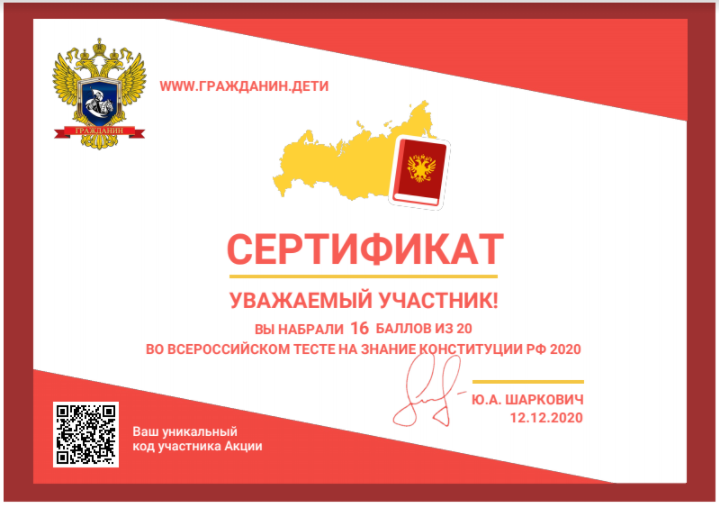 WWW.ГРАЖДАНИН.ДЕТИ
ГРАЖДАНИН
СЕРТИФИКАТ
УВАЖАЕМЫЙ УЧАСТНИК!
ВЫ НАБРАЛИ 16 БАЛЛОВ ИЗ 20
ВО ВСЕРОССИЙСКОМ ТЕСТЕ НА ЗНАНИЕ КОНСТИТУЦИИ РФ 2020
Ю.А. ШАРКОВИЧ
12.12.2020
Ваш уникальный
код участника Акции